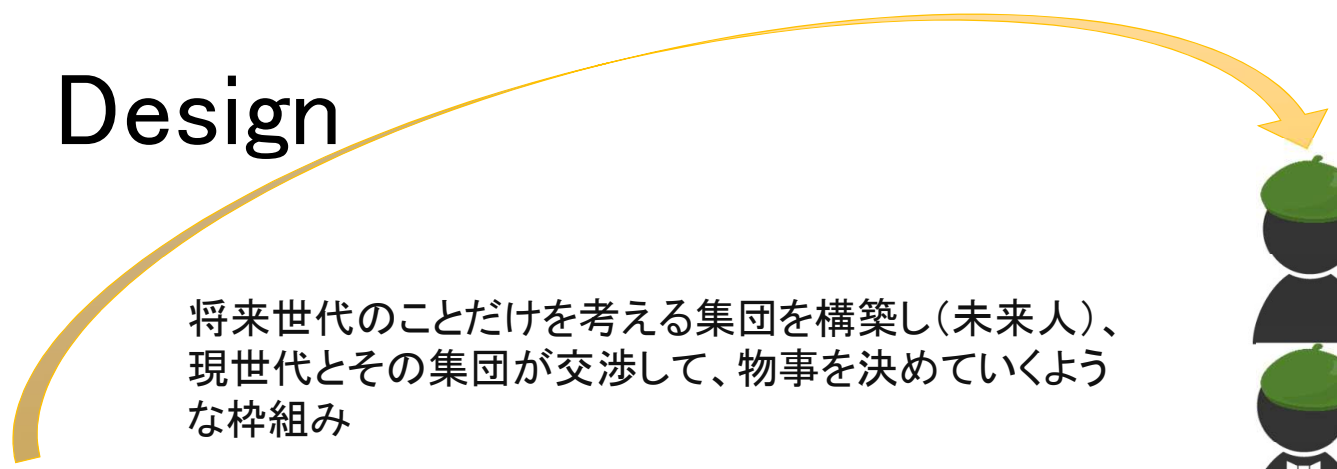 Design
将来世代のことだけを考える集団を構築し（未来人）、
現世代とその集団が交渉して、物事を決めていくよう
な枠組み